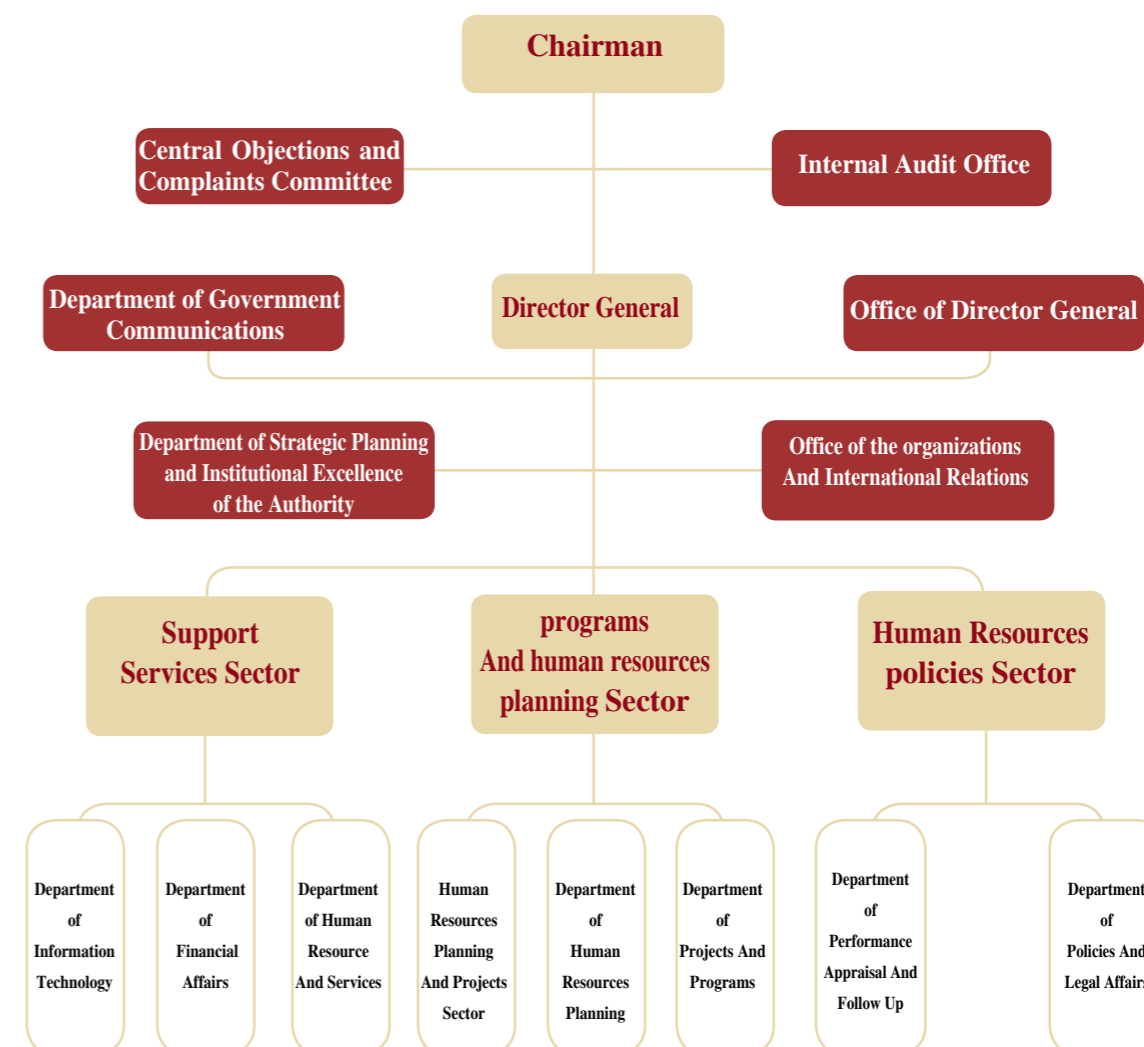 Chairman
Central Objections and
Complaints Committee
Internal Audit Office
Department of Government
Communications
Director General
Office of Director General
Department of Strategic Planning
and Institutional Excellence
of the Authority
Office of the organizations
And International Relations
Support
Services Sector
programs
And human resources
planning Sector
Human Resources
policies Sector
Department
of
Information
Technology
Department
of
Financial
Affairs
Department
of Human
Resource
And Services
Human
Resources
Planning
And Projects
Sector
Department
of
Human
Resources
Planning
Department
of
Projects And
Programs
Department
of
Performance
Appraisal And
Follow Up
Department
of
Policies And
Legal Affairs